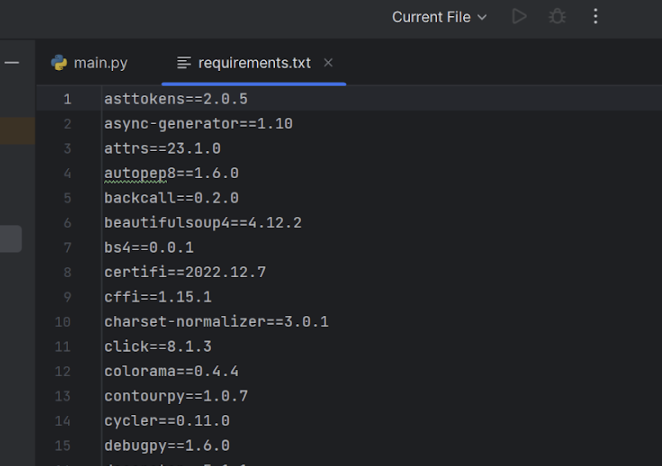 Current File
main.py
requirements.txt
1 asttokens==2.0.5
2 async-generator==1.10
3 attrs==23.1.0
4 autopep8==1.6.0
5 backcall==0.2.0
6 beautifulsoup4==4.12.2
7 bs4==0.0.1
8 certifi==2022.12.7
9 cffi==1.15.1
10 charset-normalizer==3.0.1
11 click==8.1.3
12 colorama==0.4.4
13 contourpy==1.0.7
14 cycler==0.11.0
15 debugpy==1.6.0